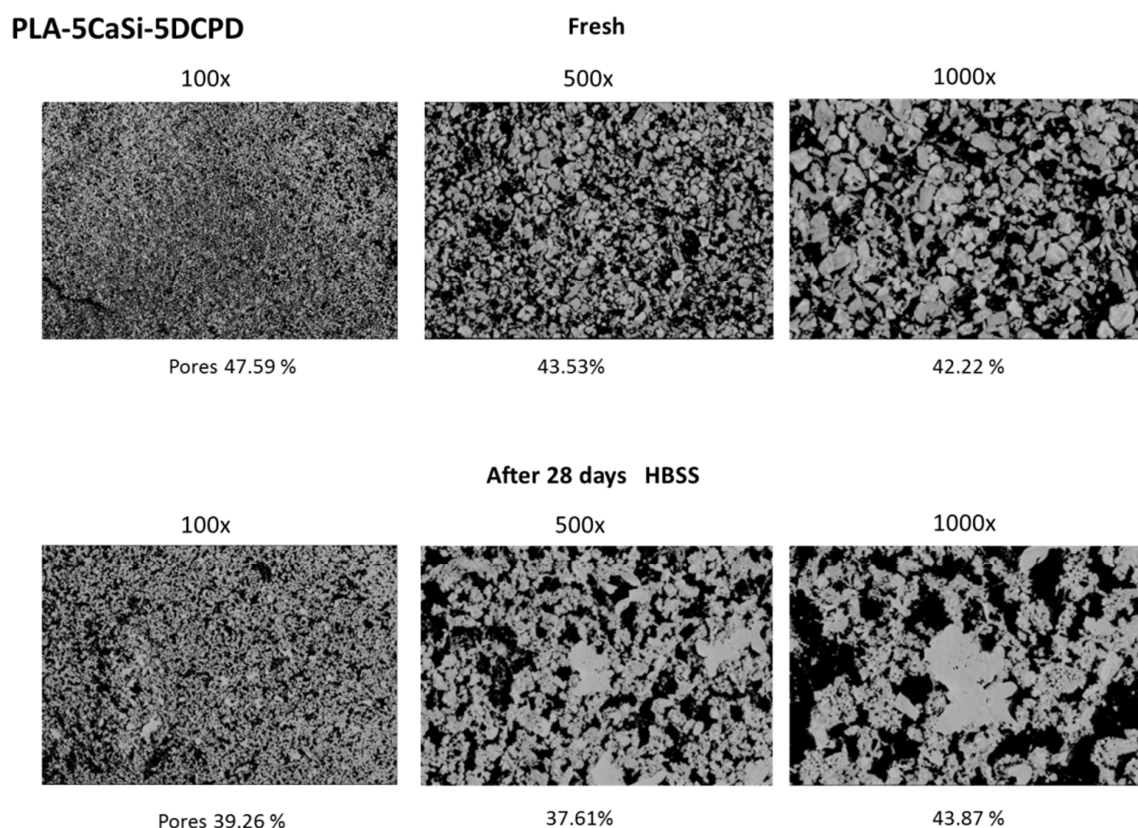 PLA-5CaSi-5DCPD
Fresh
100x 500x 1000x
Pores 47.59 % 43.53% 42.22 %
After 28 days HBSS
100x 500x 1000x
Pores 39.26 % 37.61% 43.87 %